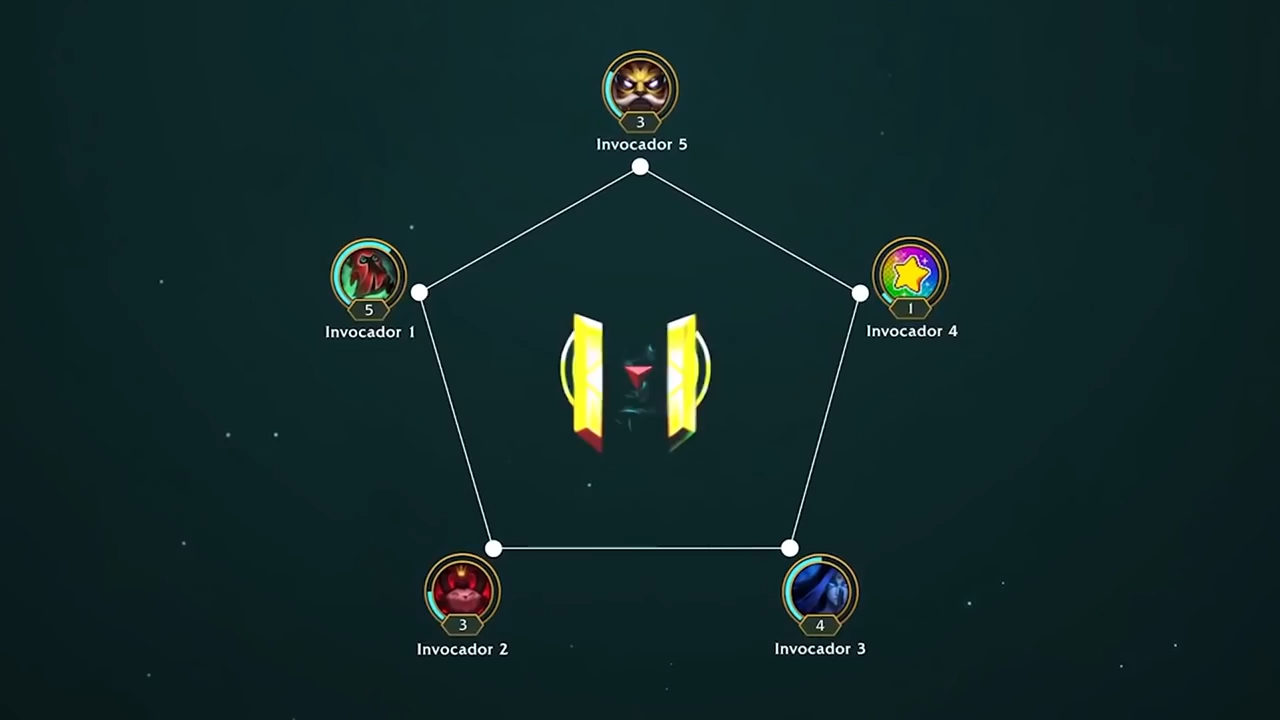 3
Invocador 5
5
Invocador 1
1
Invocador 4
3
Invocador 2
4
Invocador 3